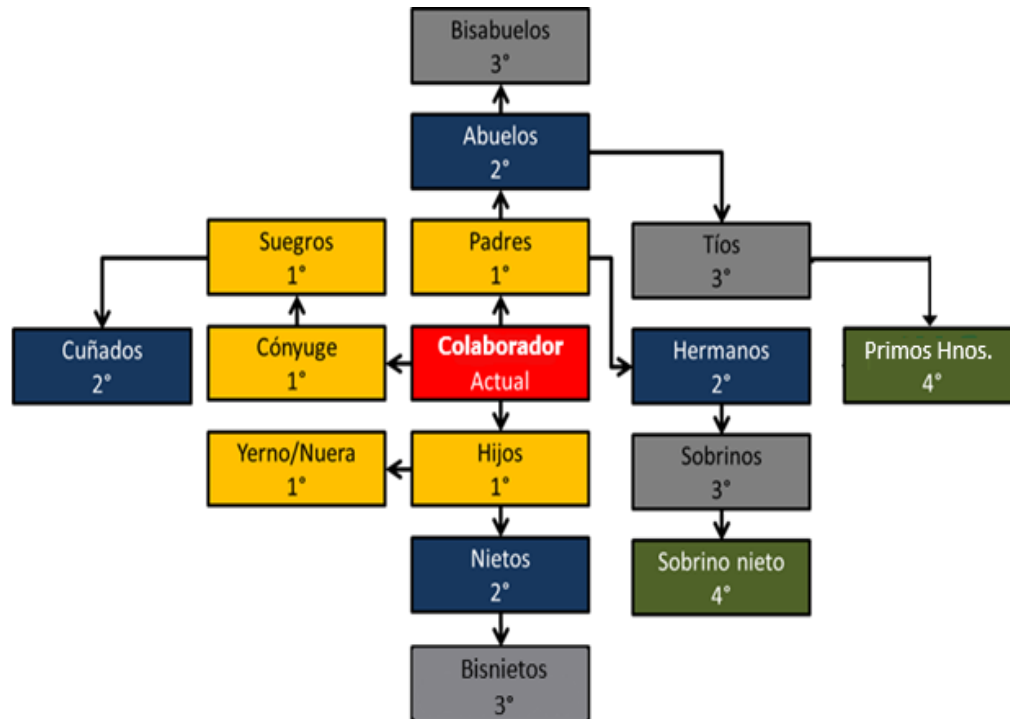 Bisabuelos
3°
Abuelos
2°
Suegros
1°
Padres
1°
Tíos
3°
Cuñados
2°
Cónyuge
1°
Colaborador
Actual
Hermanos
2°
Primos Hnos.
4°
Yerno/Nuera
1°
Hijos
1°
Sobrinos
3°
Nietos
2°
Sobrino nieto
4°
Bisnietos
3°